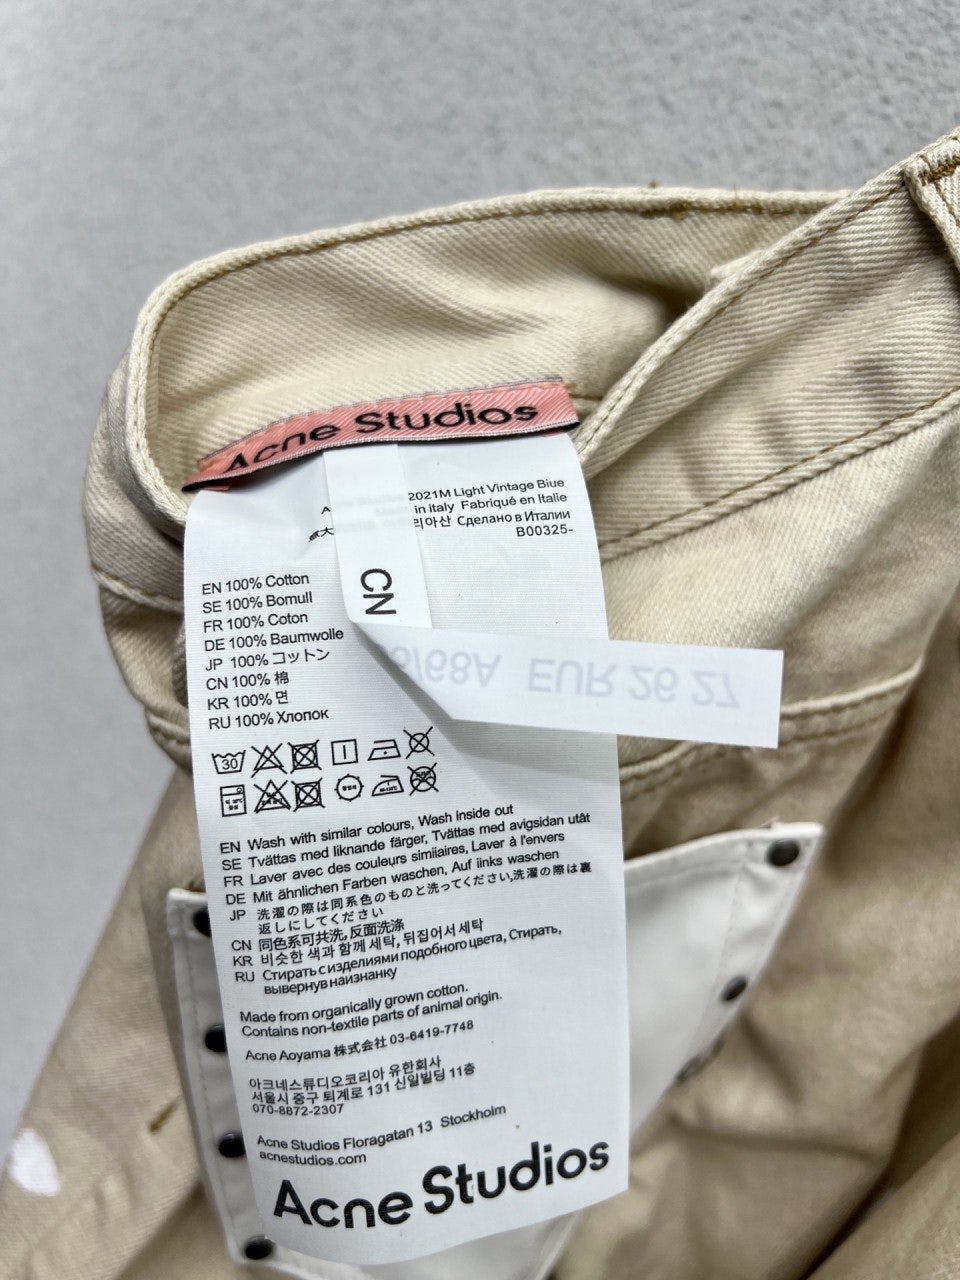 Acne Studios
2021M Light Vintage Blue
in italy Fabriqué en Italie
리아산 Сделано в Италии
B00325-
CN
6/68A EUR 26 27
EN 100% Cotton
SE 100% Bomull
FR 100% Coton
DE 100% Baumwolle
JP 100% コットン
CN 100% 棉
KR 100% 면
RU 100% Хлопок
30
EN Wash with similar colours, Wash inside out
SE Tvättas med liknande färger, Tvättas med avigsidan utåt
FR Laver avec des couleurs similaires, Laver à l'envers
DE Mit ähnlichen Farben waschen, Auf iinks waschen
JP 洗濯の際は同系色のものと洗ってください,洗濯の際は裏
返しにしてください
CN 同色系可共洗,反面洗涤
KR 비슷한 색과 함께 세탁, 뒤집어서 세탁
RU Стирать с изделиями подобного цвета, Стирать,
вывернув наизнанку
Made from organically grown cotton.
Contains non-textile parts of animal origin.
Acne Aoyama 株式会社 03-6419-7748
아크네스튜디오코리아 유한회사
서울시 중구 퇴계로 131 신일빌딩 11층
070-8872-2307
Acne Studios Floragatan 13 Stockholm
acnestudios.com
Acne Studios